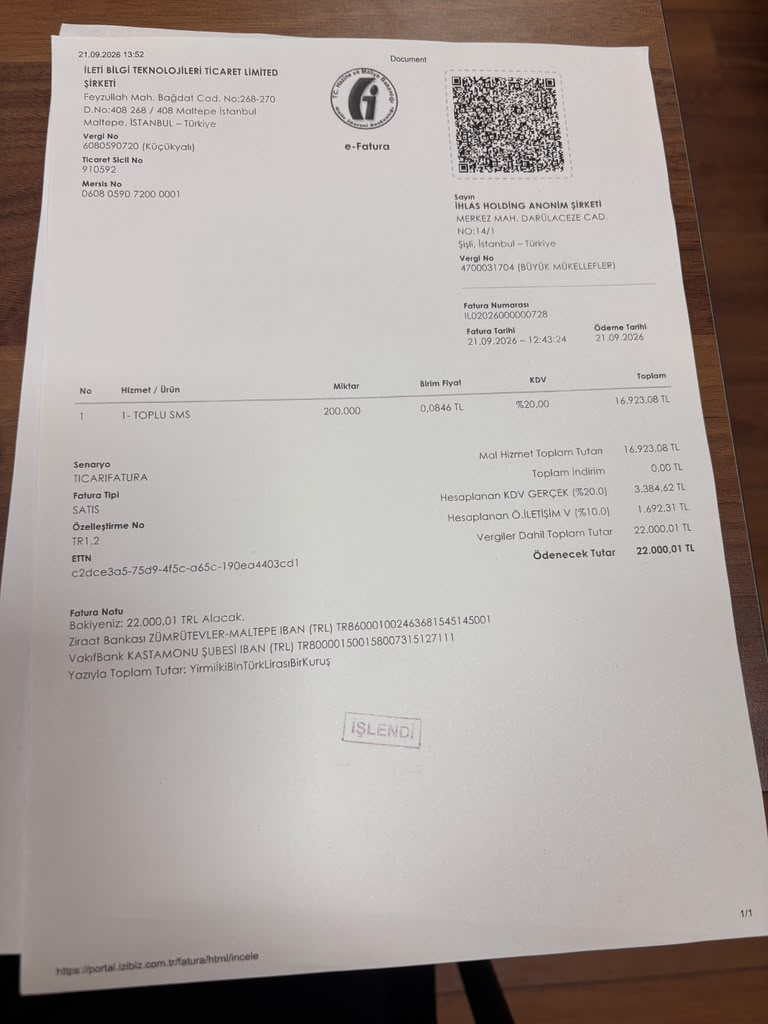 21.09.2026 13:52
Document
İLETİ BİLGİ TEKNOLOJİLERİ TİCARET LİMİTED
ŞİRKETİ
Feyzullah Mah. Bağdat Cad. No:268-270
D.No:408 268 / 408 Maltepe İstanbul
Maltepe, İSTANBUL – Türkiye
Vergi No
6080590720 (Küçükyalı)
Ticaret Sicil No
910592
Mersis No
0608 0590 7200 0001
e-Fatura
Sayın
İHLAS HOLDİNG ANONİM ŞİRKETİ
MERKEZ MAH. DARÜLACEZE CAD.
NO:14/1
Şişli, İstanbul – Türkiye
Vergi No
4700031704 (BÜYÜK MÜKELLEFLER)
Fatura Numarası
IL02026000000728
Fatura Tarihi Ödeme Tarihi
21.09.2026 – 12:43:24 21.09.2026
No Hizmet / Ürün Miktar Birim Fiyat KDV Toplam
1 1- TOPLU SMS 200.000 0,0846 TL %20,00 16.923,08 TL
Mal Hizmet Toplam Tutarı 16.923,08 TL
Toplam İndirim 0,00 TL
Hesaplanan KDV GERÇEK (%20.0) 3.384,62 TL
Hesaplanan Ö.İLETİŞİM V (%10.0) 1.692,31 TL
Vergiler Dahil Toplam Tutar 22.000,01 TL
Ödenecek Tutar 22.000,01 TL
Senaryo
TICARIFATURA
Fatura Tipi
SATIS
Özelleştirme No
TR1.2
ETTN
c2dce3a5-75d9-4f5c-a65c-190ea4403cd1
Fatura Notu
Bakiyeniz: 22.000,01 TRL Alacak.
Ziraat Bankası ZÜMRÜTEVLER-MALTEPE IBAN (TRL) TR860001002463681545145001
VakıfBank KASTAMONU ŞUBESİ IBAN (TRL) TR800001500158007315127111
Yazıyla Toplam Tutar: YirmiİkiBinTürkLirasıBirKuruş
İŞLENDİ
1/1
https://portal.izibiz.com.tr/fatura/html/incele